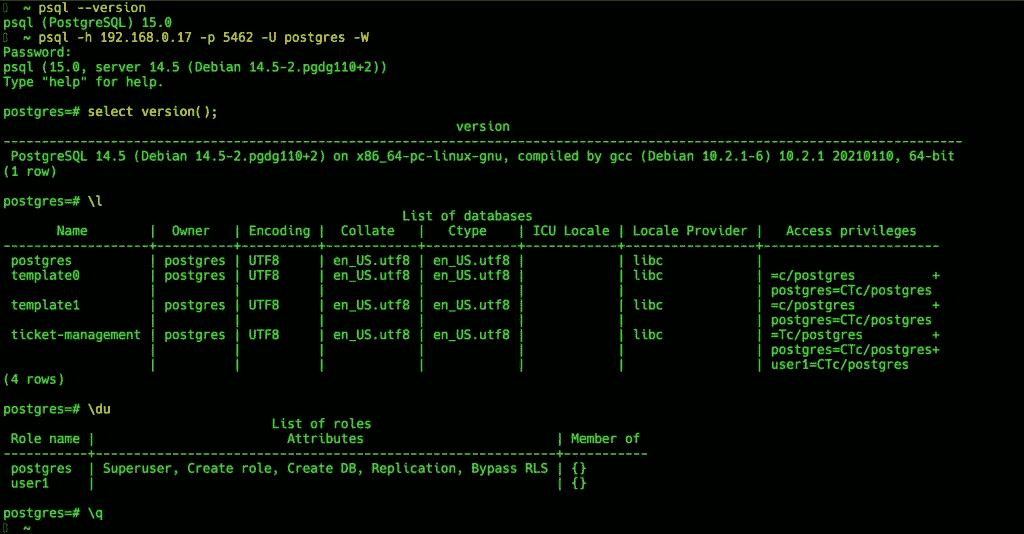 ~ psql --version
psql (PostgreSQL) 15.0
~ psql -h 192.168.0.17 -p 5462 -U postgres -W
Password:
psql (15.0, server 14.5 (Debian 14.5-2.pgdg110+2))
Type "help" for help.
postgres=# select version();
version
----------------------------------------------------------------------------------------------------------------------------
PostgreSQL 14.5 (Debian 14.5-2.pgdg110+2) on x86_64-pc-linux-gnu, compiled by gcc (Debian 10.2.1-6) 10.2.1 20210110, 64-bit
(1 row)
postgres=# \l
List of databases
Name | Owner | Encoding | Collate | Ctype | ICU Locale | Locale Provider | Access privileges
-------------------+----------+----------+------------+------------+------------+-----------------+-----------------------
postgres | postgres | UTF8 | en_US.utf8 | en_US.utf8 | | libc |
template0 | postgres | UTF8 | en_US.utf8 | en_US.utf8 | | libc | =c/postgres +
| | | | | | | postgres=CTc/postgres
template1 | postgres | UTF8 | en_US.utf8 | en_US.utf8 | | libc | =c/postgres +
| | | | | | | postgres=CTc/postgres
ticket-management | postgres | UTF8 | en_US.utf8 | en_US.utf8 | | libc | =Tc/postgres +
| | | | | | | postgres=CTc/postgres+
| | | | | | | user1=CTc/postgres
(4 rows)
postgres=# \du
List of roles
Role name | Attributes | Member of
-----------+------------------------------------------------------------+-----------
postgres | Superuser, Create role, Create DB, Replication, Bypass RLS | {}
user1 | | {}
postgres=# \q
~